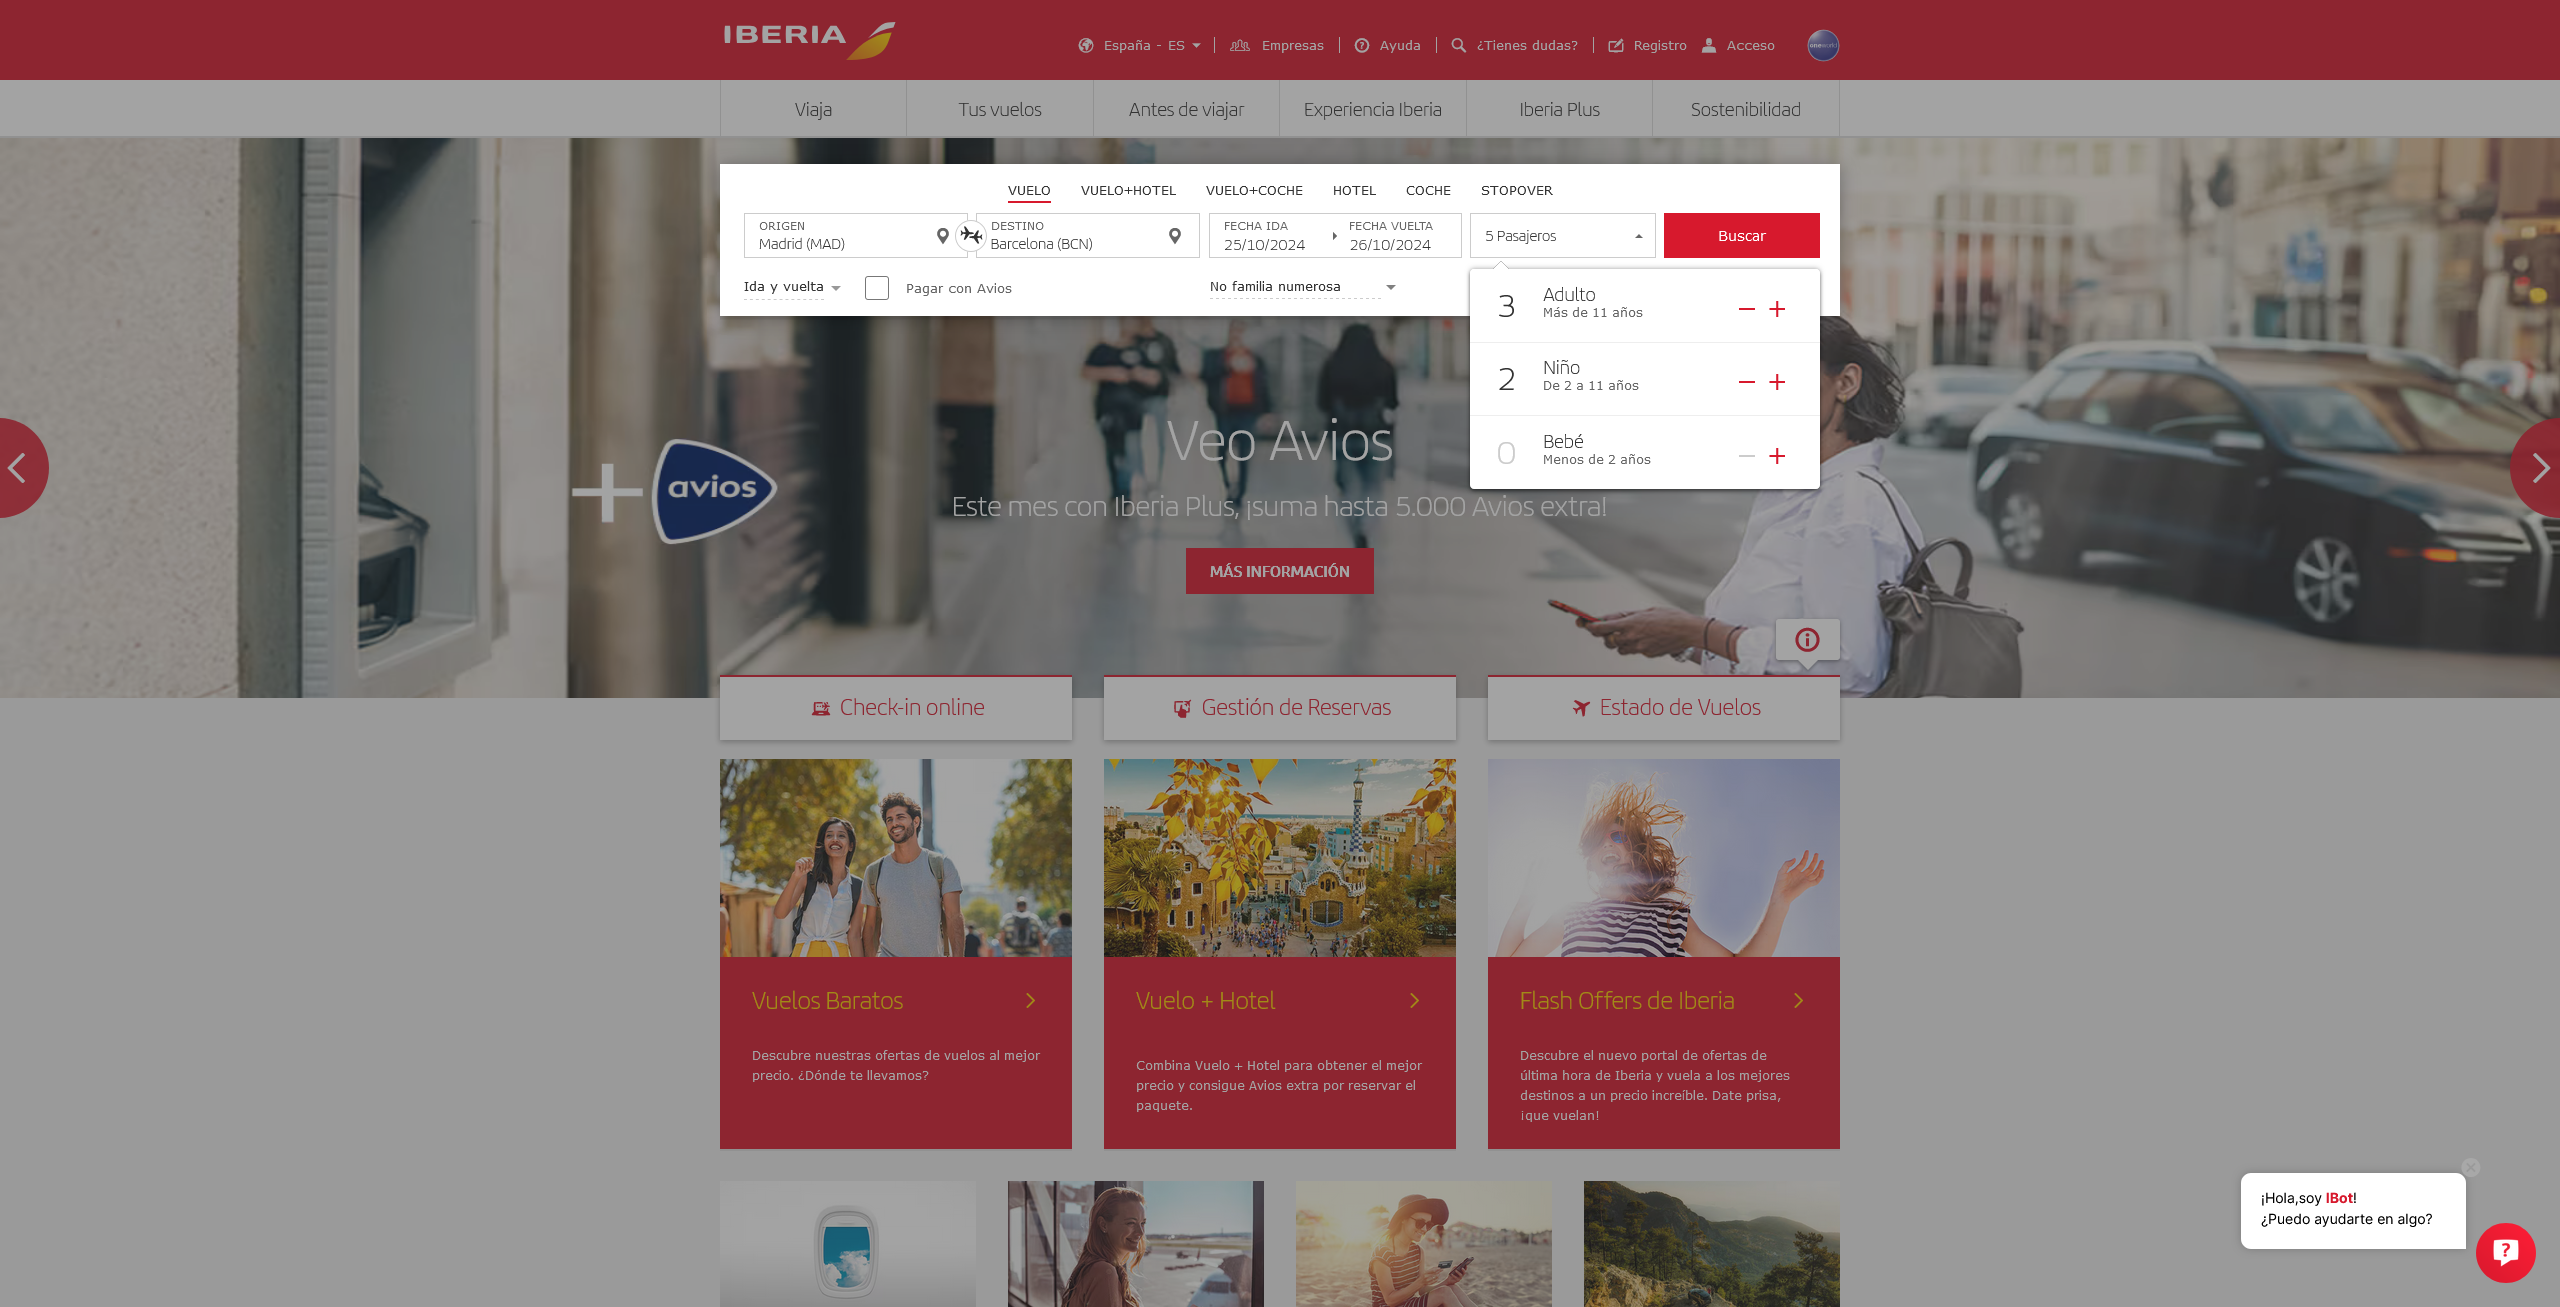 IBERIA
España - ES
Empresas
Ayuda
¿Tienes dudas?
Registro
Acceso
oneworld
Viaja
Tus vuelos
Antes de viajar
Experiencia Iberia
Iberia Plus
Sostenibilidad
VUELO
VUELO+HOTEL
VUELO+COCHE
HOTEL
COCHE
STOPOVER
ORIGEN
Madrid (MAD)
DESTINO
Barcelona (BCN)
FECHA IDA
25/10/2024
FECHA VUELTA
26/10/2024
5 Pasajeros
Buscar
Ida y vuelta
Pagar con Avios
No familia numerosa
3
Adulto
Más de 11 años
2
Niño
De 2 a 11 años
0
Bebé
Menos de 2 años
+
avios
Veo Avios
Este mes con Iberia Plus, ¡suma hasta 5.000 Avios extra!
MÁS INFORMACIÓN
Check-in online
Gestión de Reservas
Estado de Vuelos
Vuelos Baratos
Descubre nuestras ofertas de vuelos al mejor
precio. ¿Dónde te llevamos?
Vuelo + Hotel
Combina Vuelo + Hotel para obtener el mejor
precio y consigue Avios extra por reservar el
paquete.
Flash Offers de Iberia
Descubre el nuevo portal de ofertas de
última hora de Iberia y vuela a los mejores
destinos a un precio increíble. Date prisa,
¡que vuelan!
¡Hola,soy IBot!
¿Puedo ayudarte en algo?